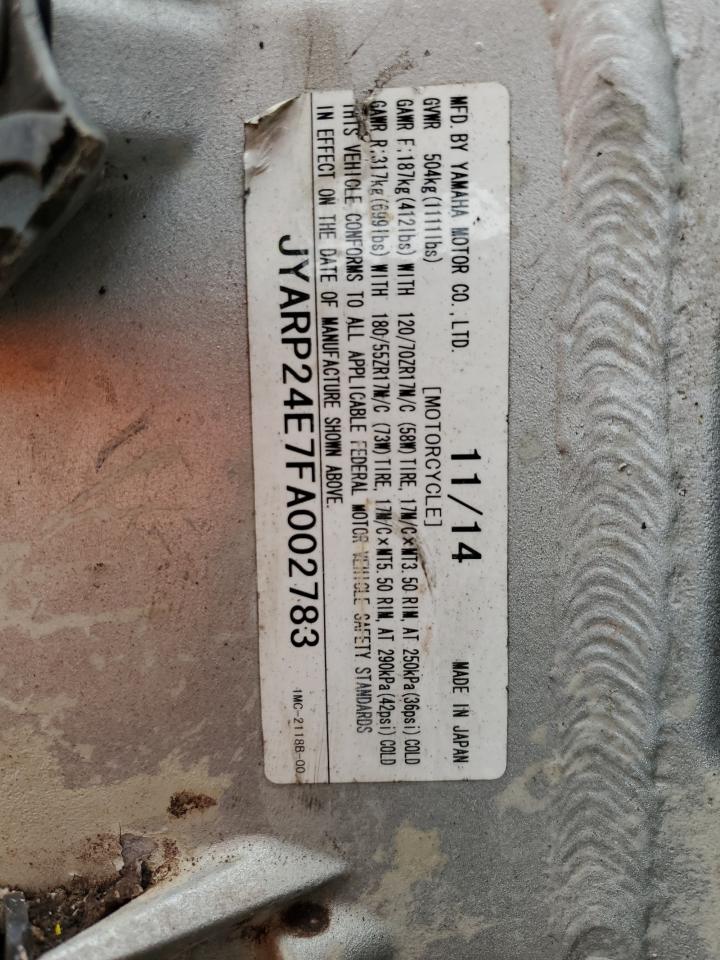 MFD. BY YAMAHA MOTOR CO.,LTD. 11/14 MADE IN JAPAN
GVWR 504kg(1111lbs) [MOTORCYCLE]
GAWR F:187kg(412lbs)WITH 120/70ZR17M/C (58W)TIRE, 17M/C×MT3.50 RIM, AT 250kPa(36psi)COLD
GAWR R:317kg(699lbs)WITH 180/55ZR17M/C (73W)TIRE, 17M/C×MT5.50 RIM, AT 290kPa(42psi)COLD
THIS VEHICLE CONFORMS TO ALL APPLICABLE FEDERAL MOTOR VEHICLE SAFETY STANDARDS
IN EFFECT ON THE DATE OF MANUFACTURE SHOWN ABOVE.
JYARP24E7FA002783 1MC-2118B-00